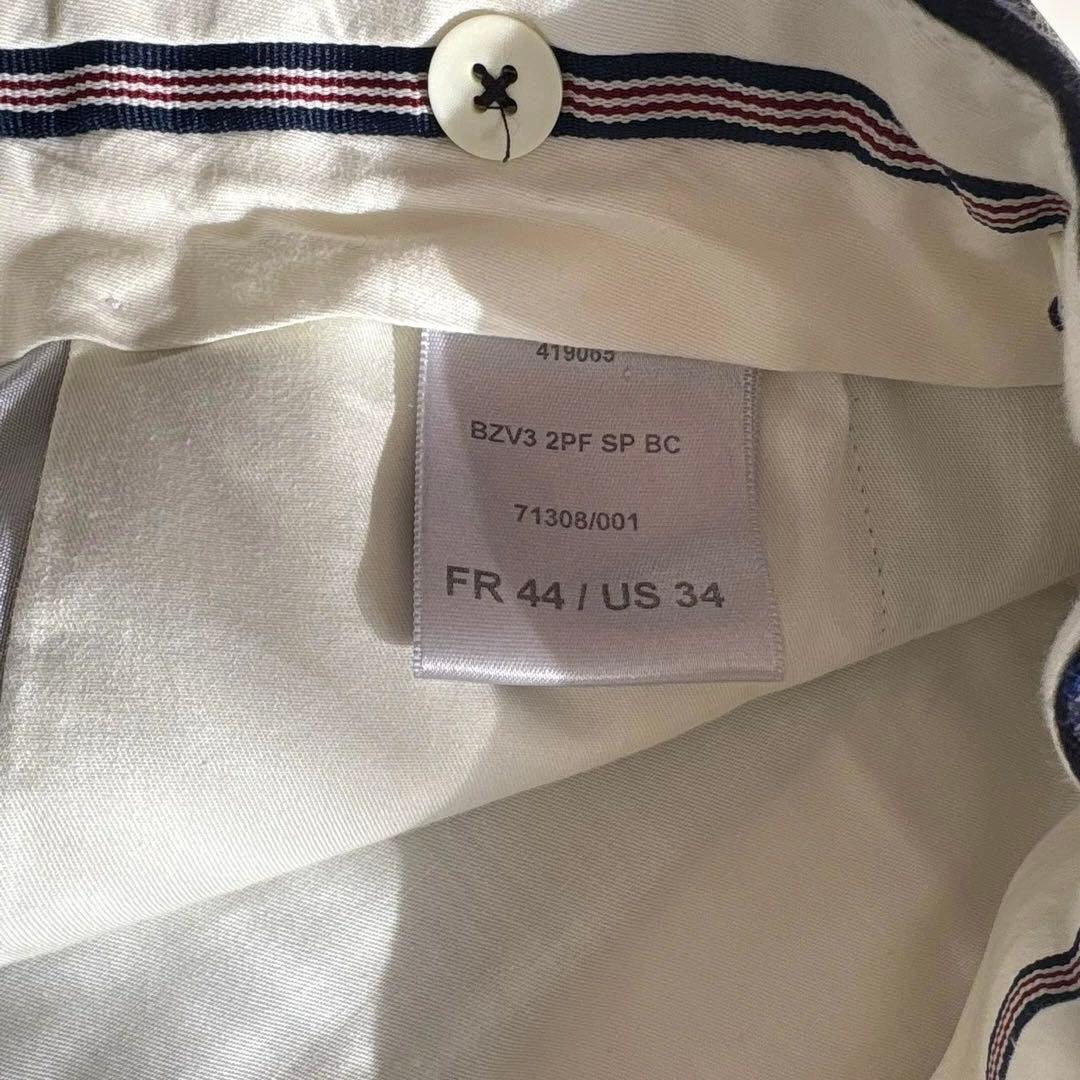 419065
BZV3 2PF SP BC
71308/001
FR 44 / US 34